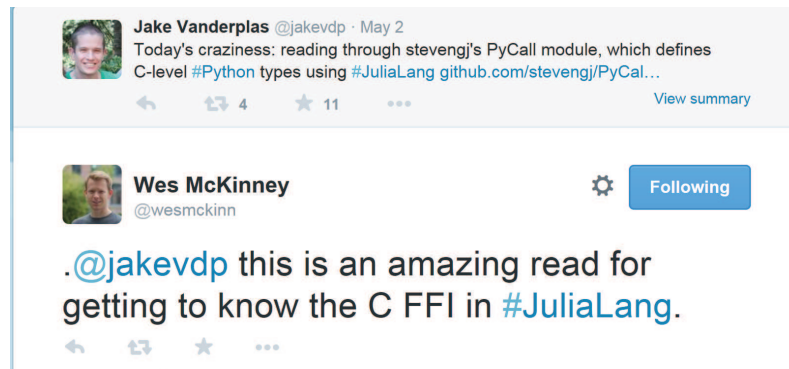 Jake Vanderplas @jakevdp · May 2
Today's craziness: reading through stevengj's PyCall module, which defines
C-level #Python types using #JuliaLang github.com/stevengj/PyCal…
4 11 View summary
Wes McKinney
Following
@wesmckinn
.@jakevdp this is an amazing read for
getting to know the C FFI in #JuliaLang.